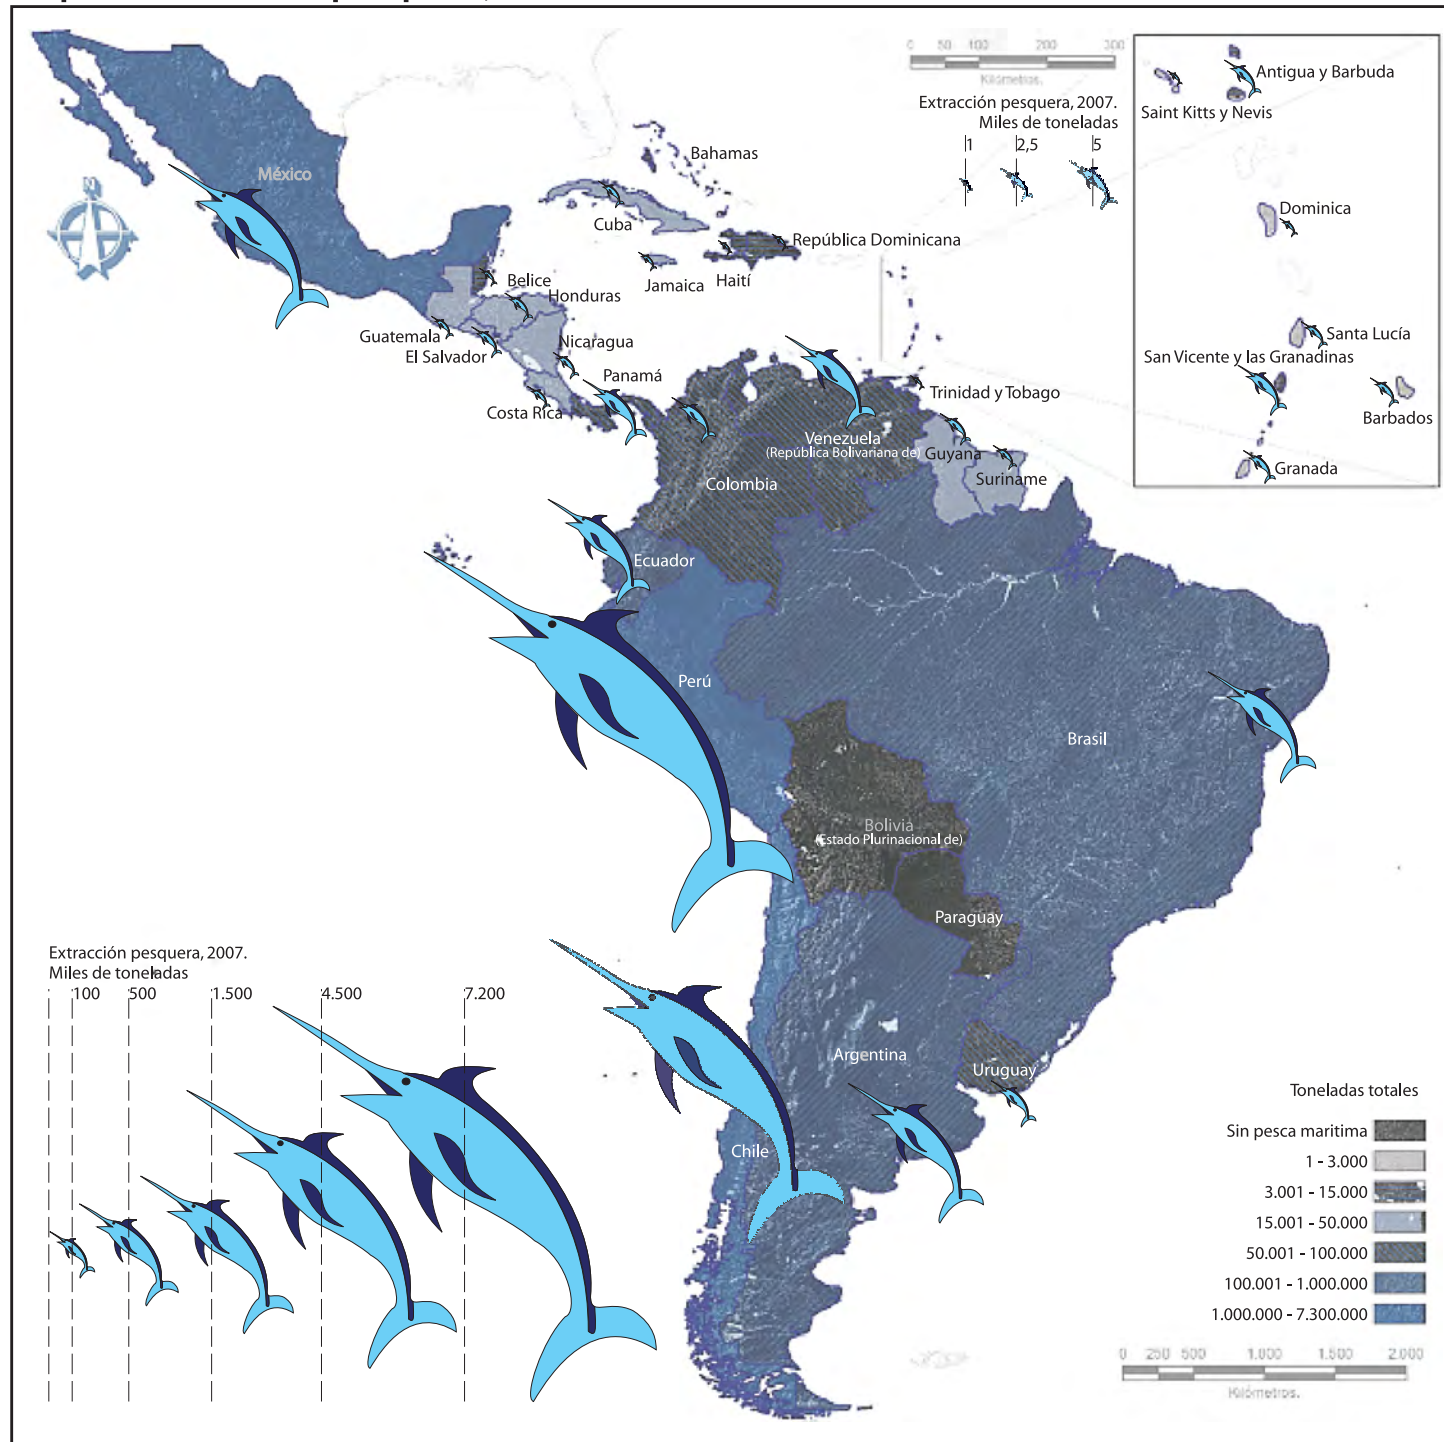 0 50 100 200 300
Kilómetros.
Extracción pesquera, 2007.
Miles de toneladas
1 2,5 5
Antigua y Barbuda
Saint Kitts y Nevis
Dominica
Santa Lucía
San Vicente y las Granadinas
Barbados
Granada
N
México
Bahamas
Cuba
República Dominicana
Jamaica
Haití
Belice
Honduras
Guatemala
El Salvador
Nicaragua
Panamá
Costa Rica
Trinidad y Tobago
Venezuela
(República Bolivariana de)
Guyana
Suriname
Colombia
Ecuador
Perú
Brasil
Bolivia
(Estado Plurinacional de)
Paraguay
Argentina
Uruguay
Chile
Extracción pesquera, 2007.
Miles de toneladas
100 500 1.500 4.500 7.200
Toneladas totales
Sin pesca maritima
1 - 3.000
3.001 - 15.000
15.001 - 50.000
50.001 - 100.000
100.001 - 1.000.000
1.000.000 - 7.300.000
0 250 500 1.000 1.500 2.000
Kilómetros.